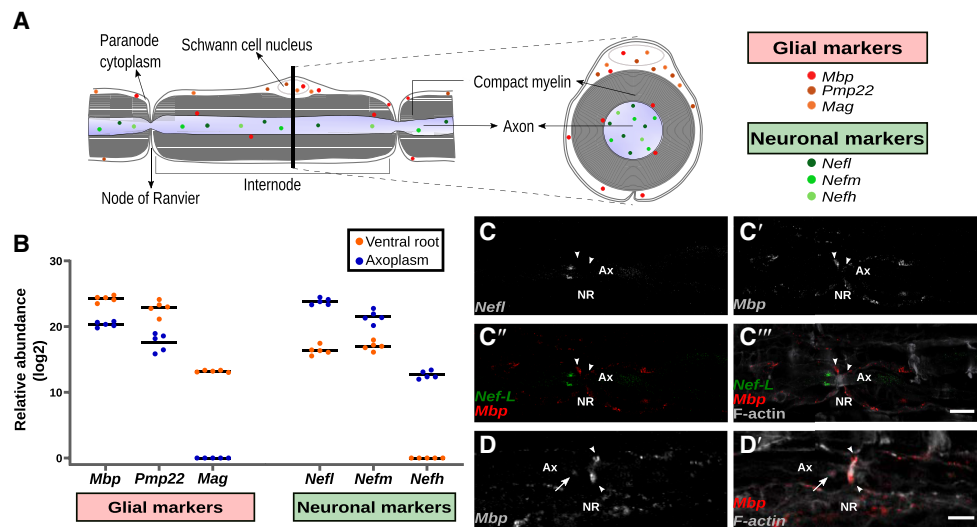 A
Paranode
cytoplasm
Schwann cell nucleus
Compact myelin
Axon
Node of Ranvier
Internode
Glial markers
Mbp
Pmp22
Mag
Neuronal markers
Nefl
Nefm
Nefh
B
Ventral root
Axoplasm
Relative abundance
(log2)
30
20
10
0
Mbp Pmp22 Mag Nefl Nefm Nefh
Glial markers Neuronal markers
C
Ax
NR
Nefl
C′
Ax
NR
Mbp
C″
Ax
NR
Nef-L
Mbp
C‴
Ax
NR
Nef-L
Mbp
F-actin
D
Ax
NR
Mbp
D′
Ax
NR
Mbp
F-actin